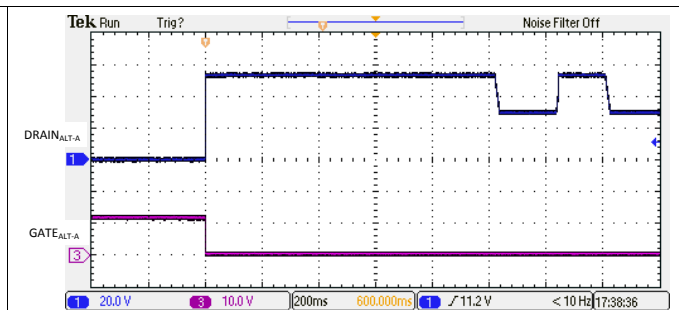 Tek Run Trig? Noise Filter Off
DRAINALT-A
1
GATEALT-A
3
1 20.0 V 3 10.0 V 200ms 600.000ms 1 ∫ 11.2 V < 10 Hz 17:38:36